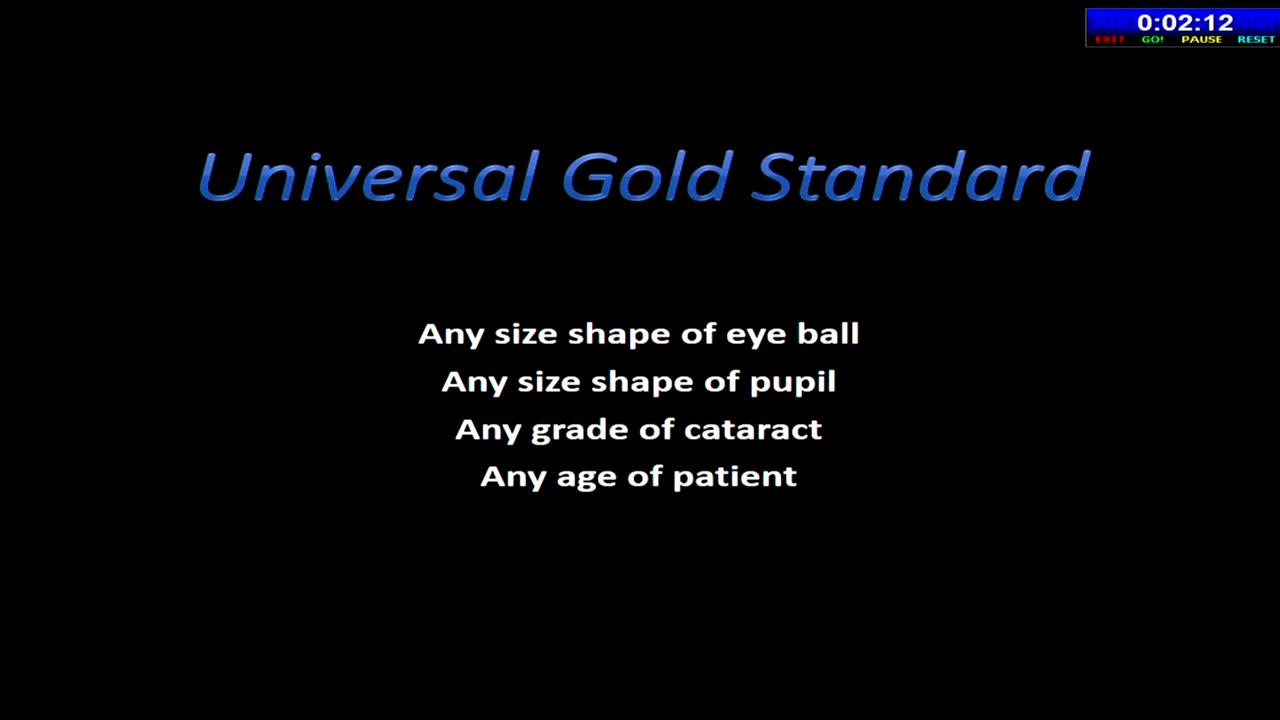 0:02:12
EXIT GO! PAUSE RESET
Universal Gold Standard
Any size shape of eye ball
Any size shape of pupil
Any grade of cataract
Any age of patient